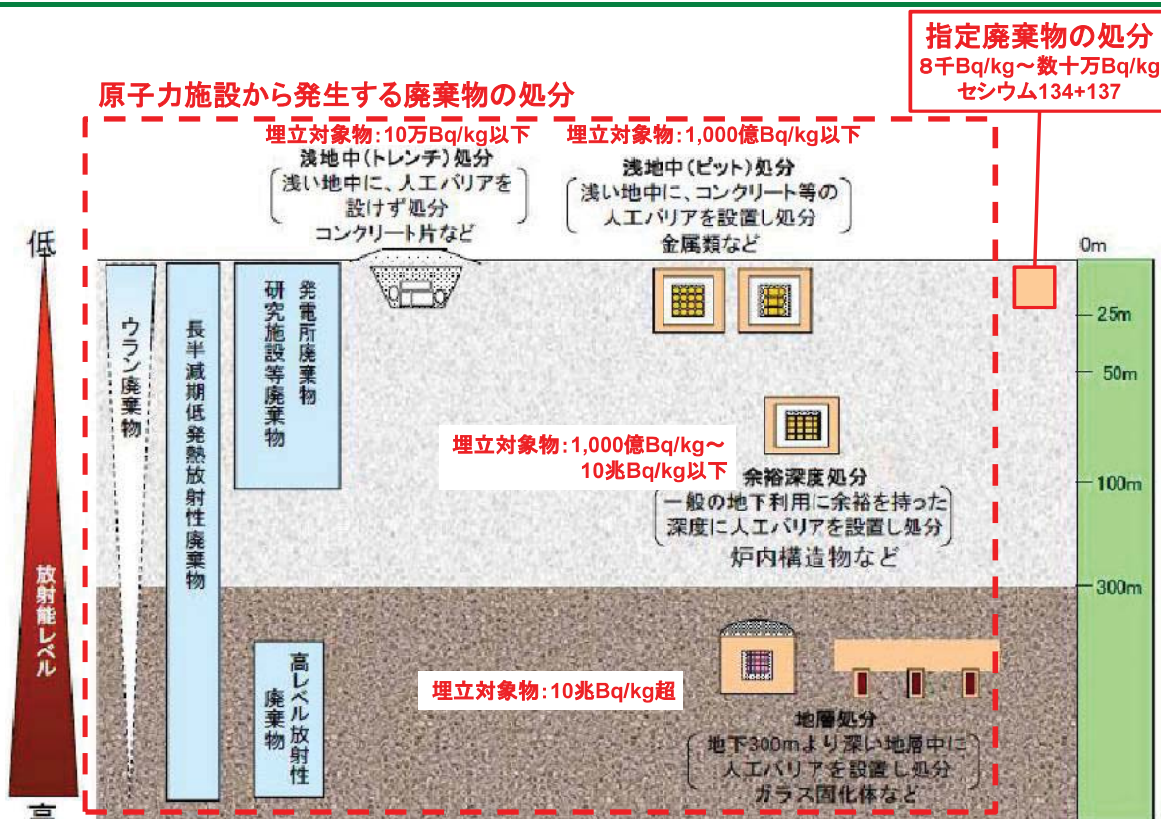 指定廃棄物の処分
8千Bq/kg～数十万Bq/kg
セシウム134+137
原子力施設から発生する廃棄物の処分
埋立対象物:10万Bq/kg以下
浅地中(トレンチ)処分
浅い地中に、人工バリアを
設けず処分
コンクリート片など
埋立対象物:1,000億Bq/kg以下
浅地中(ピット)処分
浅い地中に、コンクリート等の
人工バリアを設置し処分
金属類など
低
放射能レベル
高
ウラン廃棄物
長半減期低発熱放射性廃棄物
発電所廃棄物
研究施設等廃棄物
0m
25m
50m
100m
300m
埋立対象物:1,000億Bq/kg～
10兆Bq/kg以下
余裕深度処分
一般の地下利用に余裕を持った
深度に人工バリアを設置し処分
炉内構造物など
高レベル放射性
廃棄物
埋立対象物:10兆Bq/kg超
地層処分
地下300mより深い地層中に
人工バリアを設置し処分
ガラス固化体など